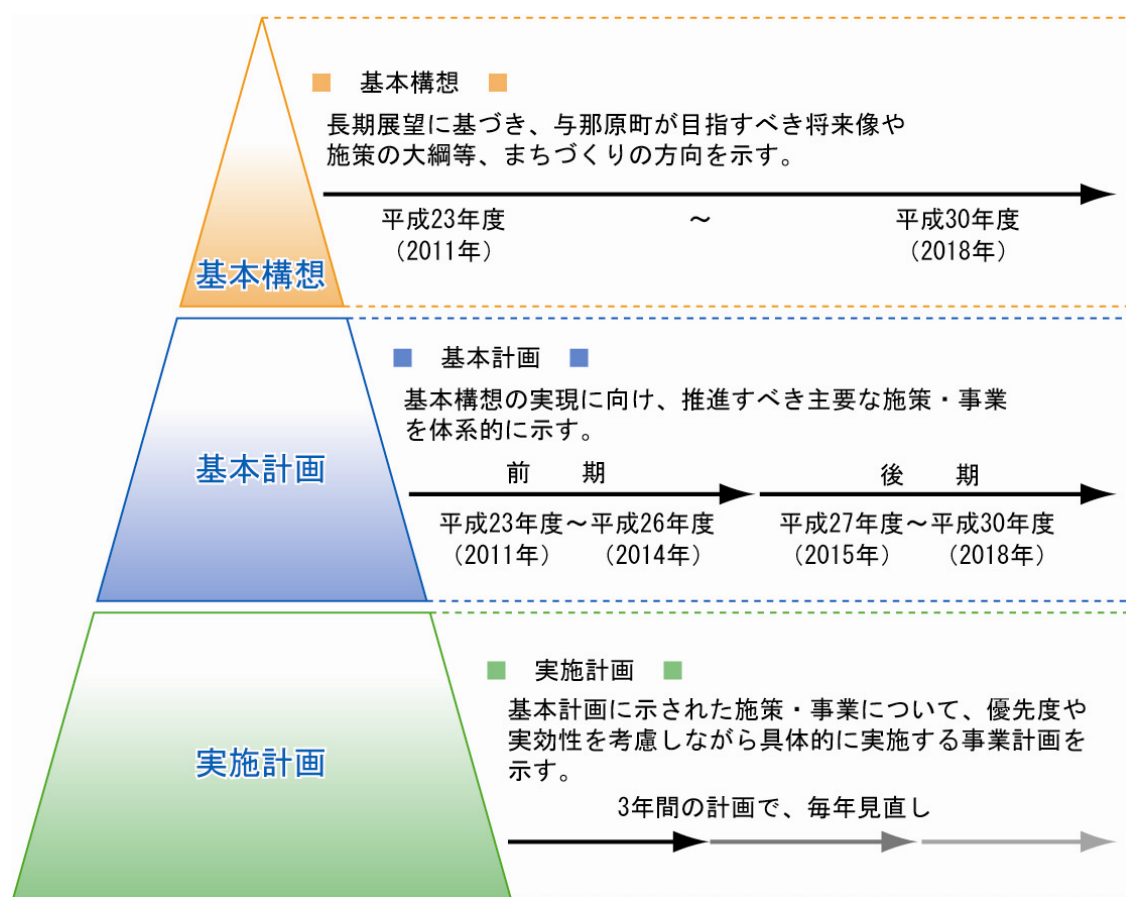 ■ 基本構想 ■
長期展望に基づき、与那原町が目指すべき将来像や
施策の大綱等、まちづくりの方向を示す。
平成23年度 ～ 平成30年度
（2011年） （2018年）
基本構想
■ 基本計画 ■
基本構想の実現に向け、推進すべき主要な施策・事業
を体系的に示す。
前 期 後 期
基本計画
平成23年度～平成26年度 平成27年度～平成30年度
（2011年） （2014年） （2015年） （2018年）
■ 実施計画 ■
基本計画に示された施策・事業について、優先度や
実効性を考慮しながら具体的に実施する事業計画を
示す。
実施計画
3年間の計画で、毎年見直し